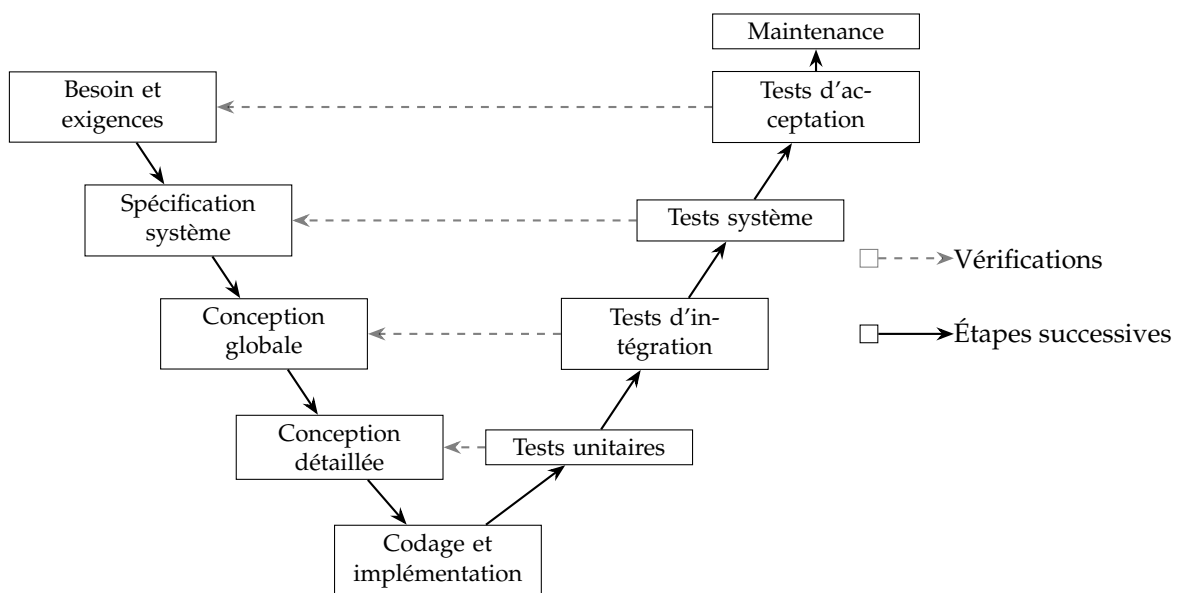 Maintenance
Besoin et
exigences
Tests d'ac-
ceptation
Spécification
système
Tests système
Vérifications
Conception
globale
Tests d'in-
tégration
Étapes successives
Conception
détaillée
Tests unitaires
Codage et
implémentation